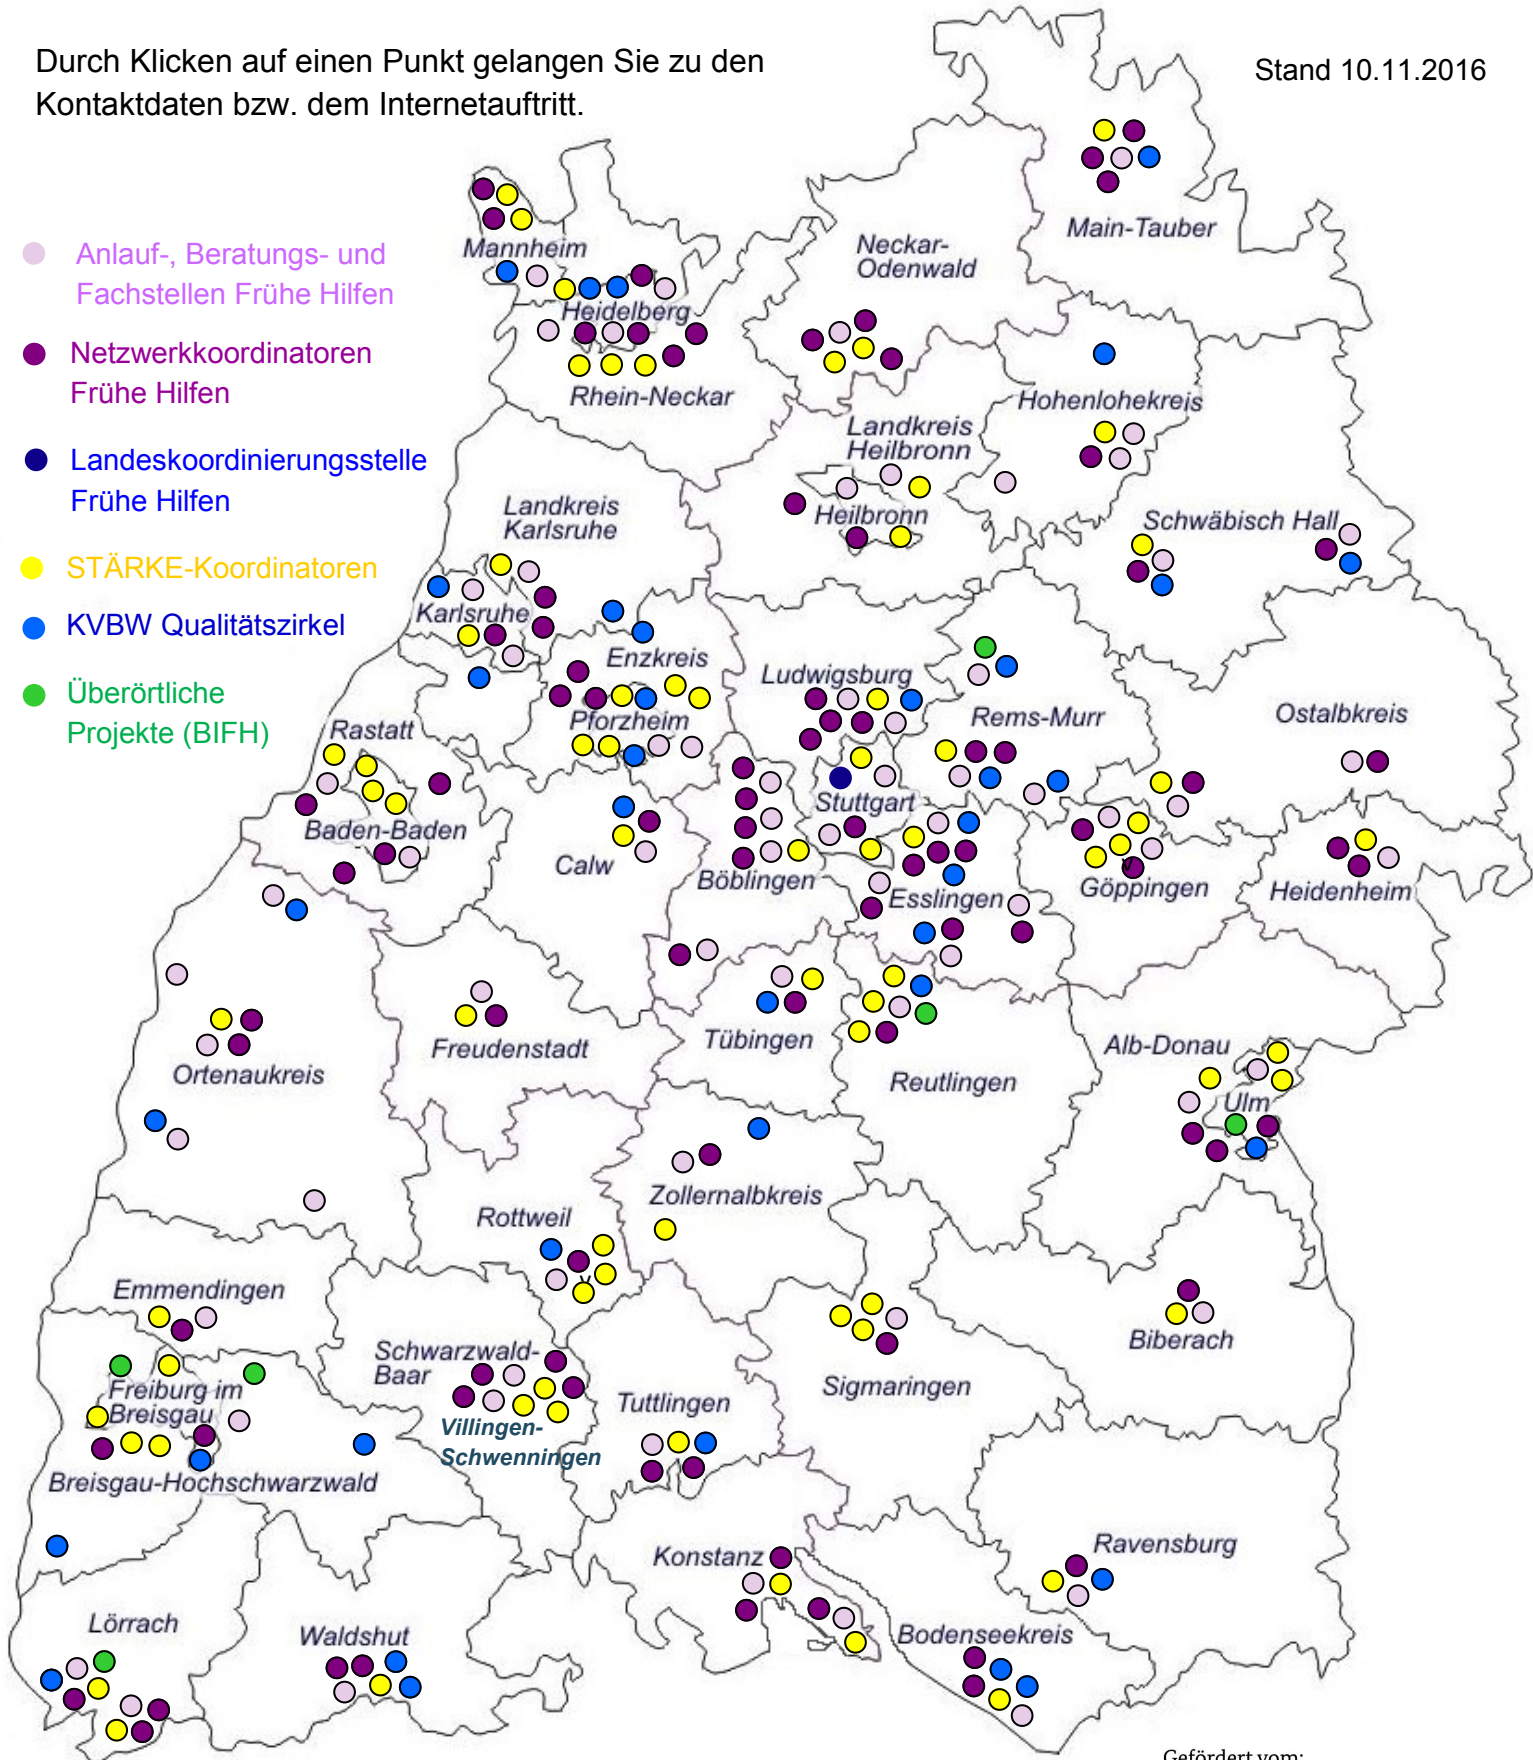 Durch Klicken auf einen Punkt gelangen Sie zu den
Kontaktdaten bzw. dem Internetauftritt.
Stand 10.11.2016
Anlauf-, Beratungs- und
Fachstellen Frühe Hilfen
Netzwerkkoordinatoren
Frühe Hilfen
Landeskoordinierungsstelle
Frühe Hilfen
STÄRKE-Koordinatoren
KVBW Qualitätszirkel
Überörtliche
Projekte (BIFH)
Main-Tauber
Mannheim
Neckar-
Odenwald
Heidelberg
Rhein-Neckar
Hohenlohekreis
Landkreis
Heilbronn
Heilbronn
Landkreis
Karlsruhe
Schwäbisch Hall
Karlsruhe
Enzkreis
Ludwigsburg
Pforzheim
Rems-Murr
Ostalbkreis
Rastatt
Stuttgart
Baden-Baden
Calw
Böblingen
Esslingen
v
Göppingen
Heidenheim
Freudenstadt
Tübingen
Reutlingen
Alb-Donau
Ulm
Ortenaukreis
Zollernalbkreis
Rottweil
v
Emmendingen
Schwarzwald-
Baar
Villingen-
Schwenningen
Tuttlingen
Sigmaringen
Biberach
Freiburg im
Breisgau
Breisgau-Hochschwarzwald
Konstanz
Ravensburg
Lörrach
Waldshut
Bodenseekreis
Gefördert vom: